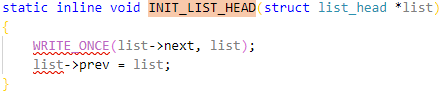 static inline void INIT_LIST_HEAD(struct list_head *list)
{
    WRITE_ONCE(list->next, list);
    list->prev = list;
}